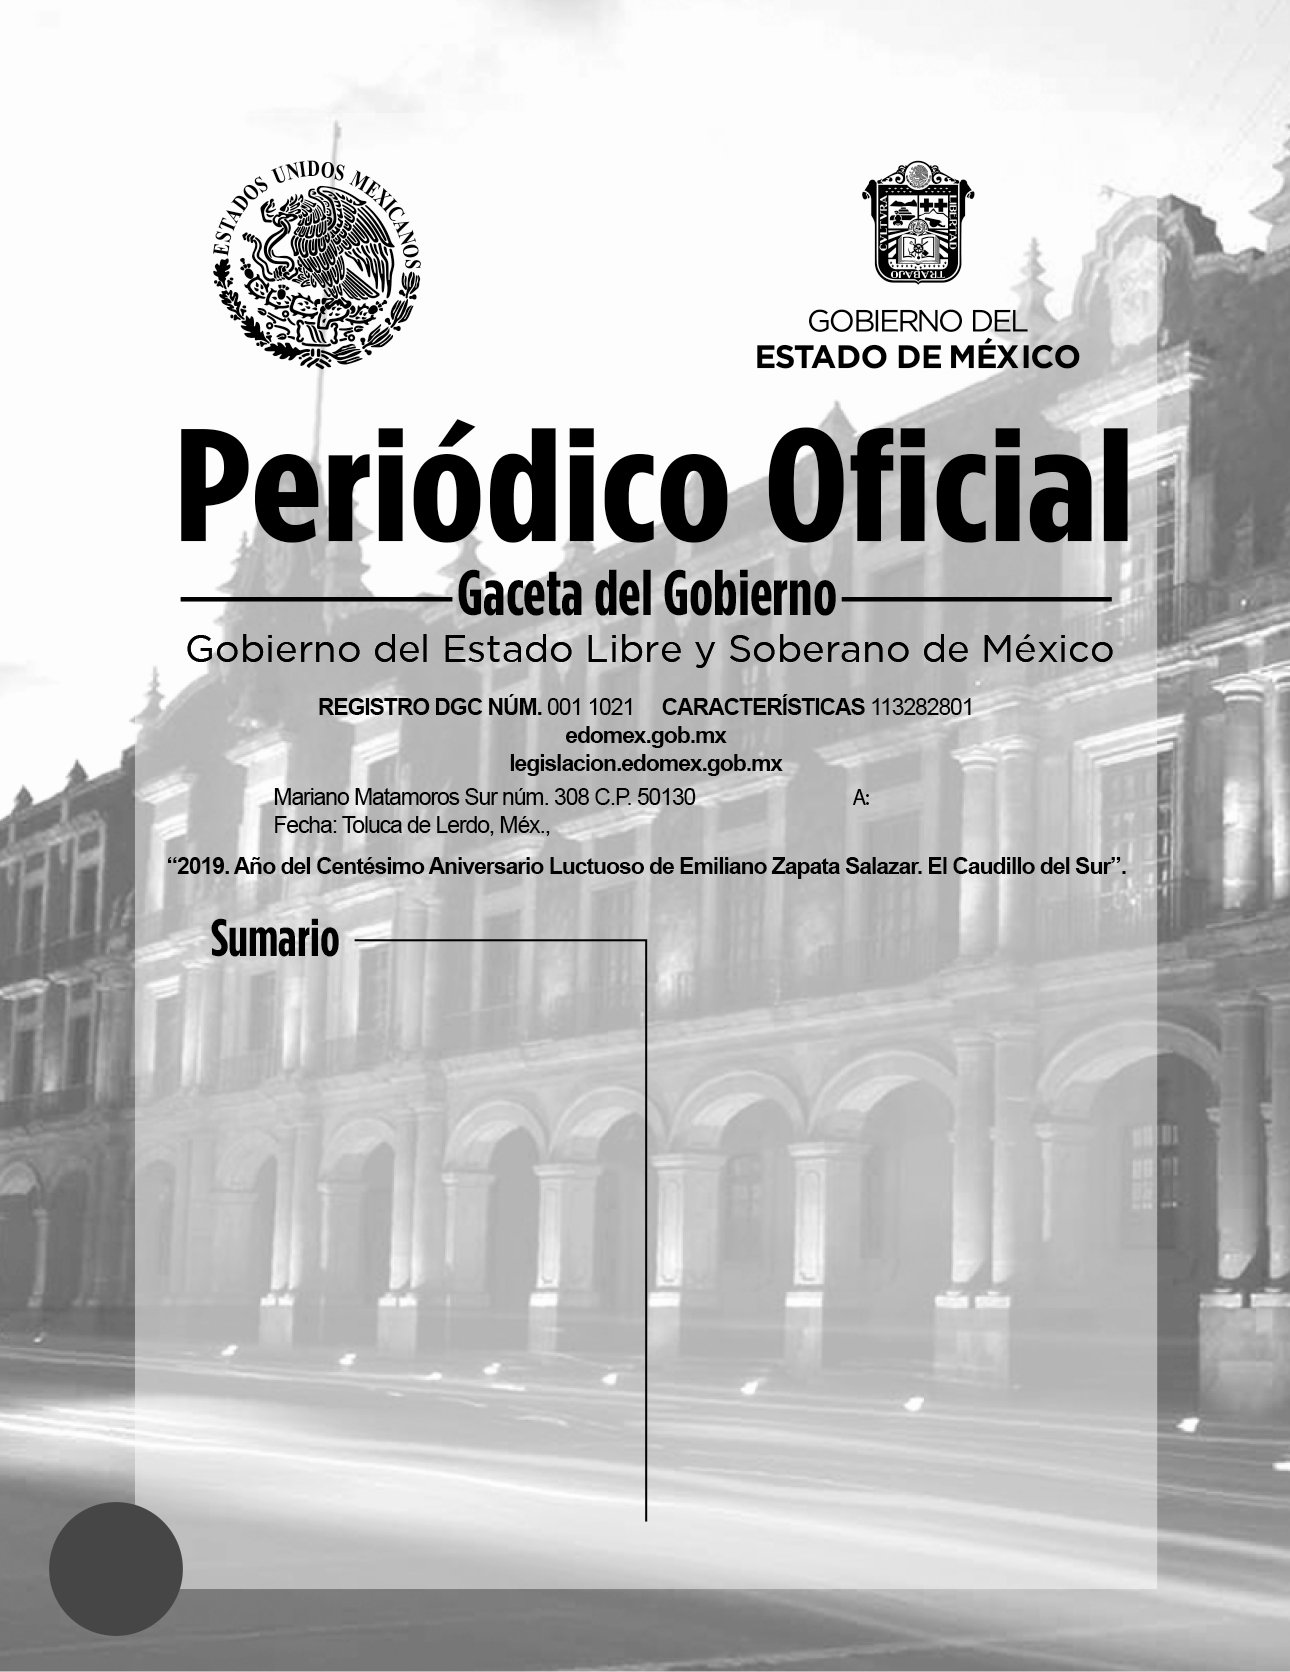 ESTADOS UNIDOS MEXICANOS
CVLTVRA
LIBERTAD
TRABAJO
GOBIERNO DEL
ESTADO DE MÉXICO
Periódico Oficial
Gaceta del Gobierno
Gobierno del Estado Libre y Soberano de México
REGISTRO DGC NÚM. 001 1021 CARACTERÍSTICAS 113282801
edomex.gob.mx
legislacion.edomex.gob.mx
Mariano Matamoros Sur núm. 308 C.P. 50130 A:
Fecha: Toluca de Lerdo, Méx.,
“2019. Año del Centésimo Aniversario Luctuoso de Emiliano Zapata Salazar. El Caudillo del Sur”.
Sumario